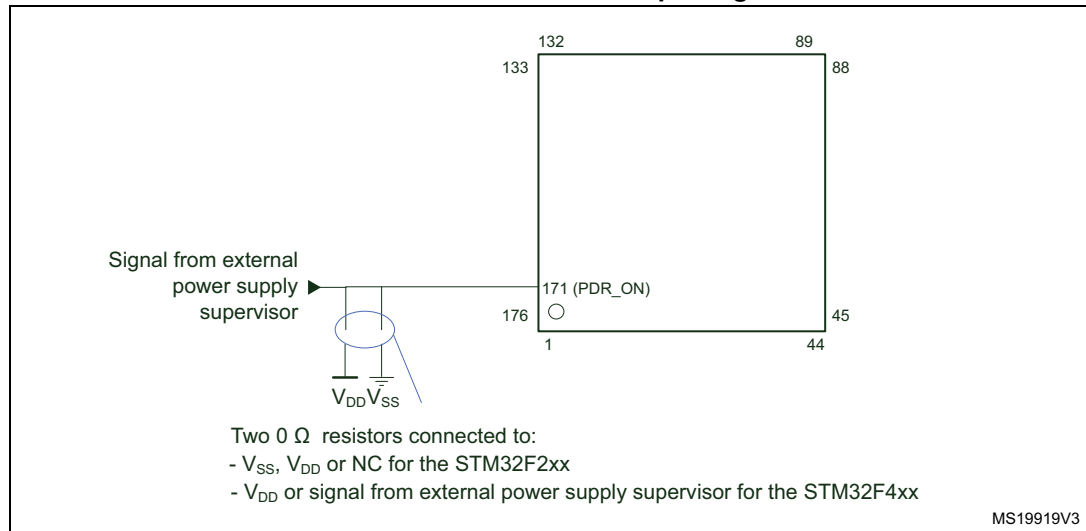 132
89
133
88
Signal from external
power supply
supervisor
171 (PDR_ON)
176
45
1
44
VDD VSS
Two 0 Ω resistors connected to:
- VSS, VDD or NC for the STM32F2xx
- VDD or signal from external power supply supervisor for the STM32F4xx
MS19919V3